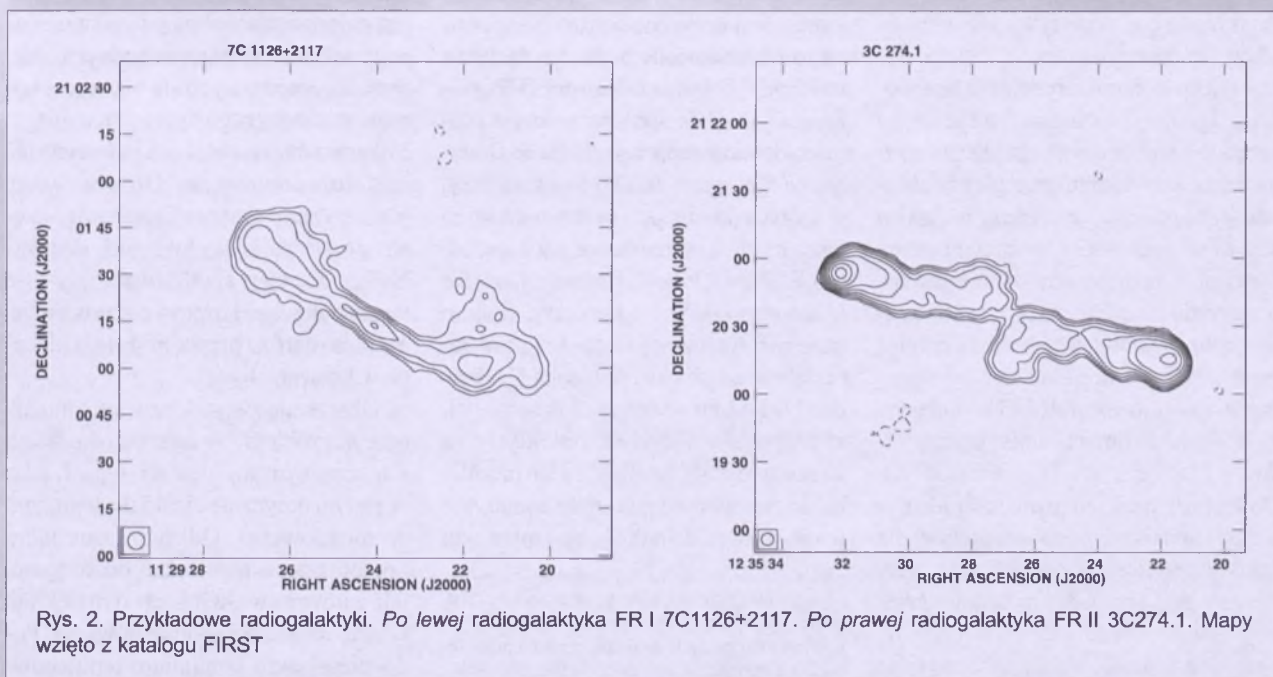 7C 1126+2117
21 02 30
15
00
01 45
30
15
00
00 45
30
15
00
DECLINATION (J2000)
11 29 28 26 24 22 20
RIGHT ASCENSION (J2000)
3C 274,1
21 22 00
21 30
00
20 30
00
19 30
00
DECLINATION (J2000)
12 35 34 32 30 28 26 24 22 20
RIGHT ASCENSION (J2000)
Rys. 2. Przykładowe radiogalaktyki. Po lewej radiogalaktyka FR I 7C1126+2117. Po prawej radiogalaktyka FR II 3C274.1. Mapy
wzięto z katalogu FIRST